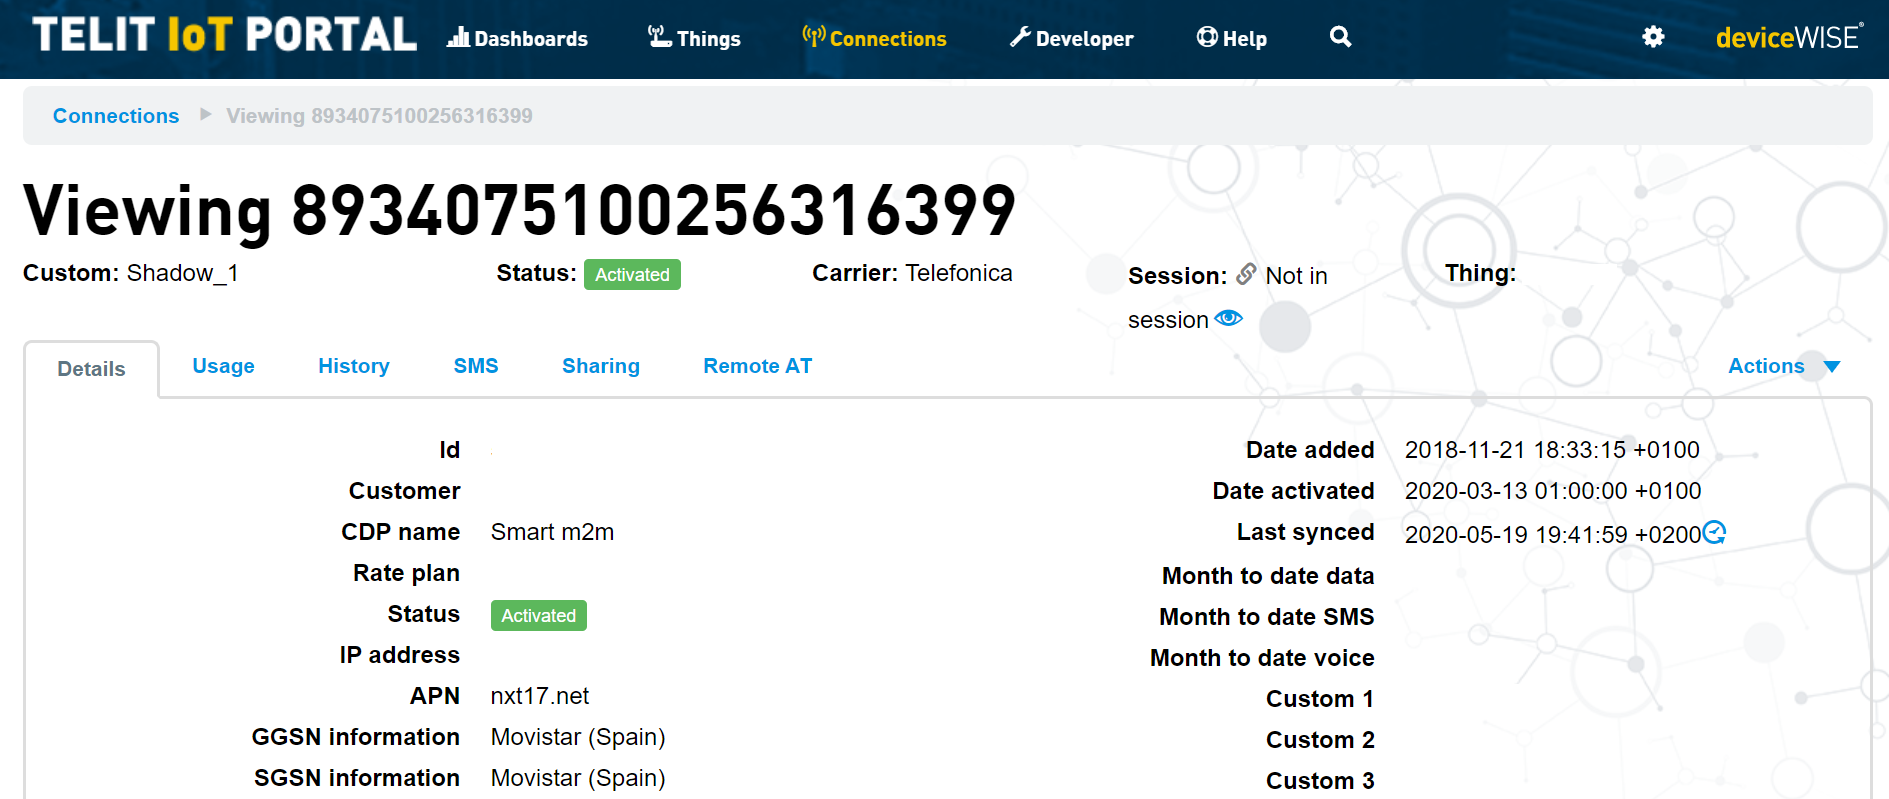 TELIT IoT PORTAL Dashboards Things Connections Developer Help deviceWISE®
Connections Viewing 8934075100256316399
Viewing 8934075100256316399
Custom: Shadow_1 Status: Activated Carrier: Telefonica Session: Not in session Thing:
Details Usage History SMS Sharing Remote AT Actions
Id
Customer
CDP name Smart m2m
Rate plan
Status Activated
IP address
APN nxt17.net
GGSN information Movistar (Spain)
SGSN information Movistar (Spain)
Date added 2018-11-21 18:33:15 +0100
Date activated 2020-03-13 01:00:00 +0100
Last synced 2020-05-19 19:41:59 +0200
Month to date data
Month to date SMS
Month to date voice
Custom 1
Custom 2
Custom 3